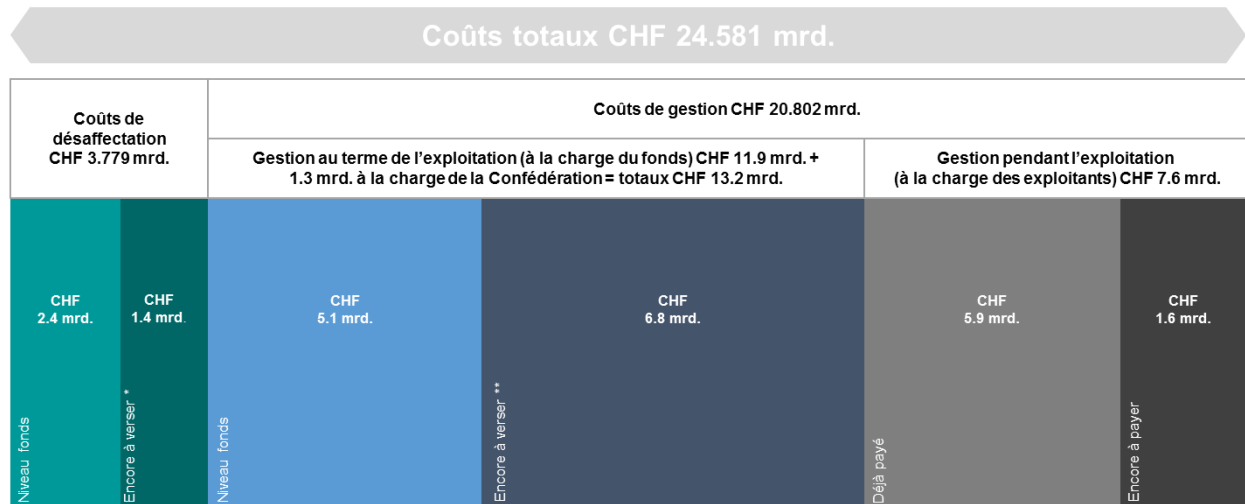 Coûts totaux CHF 24.581 mrd.
Coûts de
désaffectation
CHF 3.779 mrd.
Coûts de gestion CHF 20.802 mrd.
Gestion au terme de l'exploitation (à la charge du fonds) CHF 11.9 mrd. +
1.3 mrd. à la charge de la Confédération = totaux CHF 13.2 mrd.
Gestion pendant l'exploitation
(à la charge des exploitants) CHF 7.6 mrd.
CHF
2.4 mrd.
Niveau fonds
CHF
1.4 mrd.
Encore à verser *
CHF
5.1 mrd.
Niveau fonds
CHF
6.8 mrd.
Encore à verser **
CHF
5.9 mrd.
Déjà payé
CHF
1.6 mrd.
Encore à payer